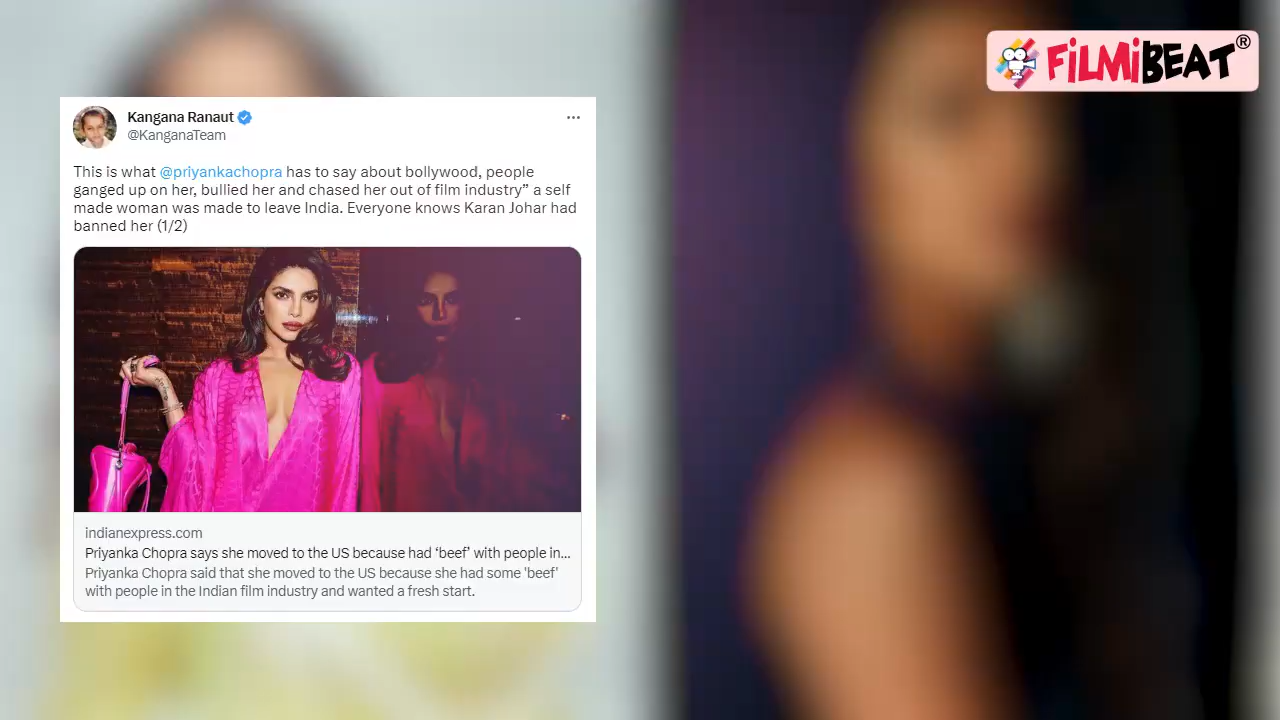 FiLMiBEAT®
Kangana Ranaut
@KanganaTeam
This is what @priyankachopra has to say about bollywood, people
ganged up on her, bullied her and chased her out of film industry” a self
made woman was made to leave India. Everyone knows Karan Johar had
banned her (1/2)
indianexpress.com
Priyanka Chopra says she moved to the US because had ‘beef’ with people in...
Priyanka Chopra said that she moved to the US because she had some 'beef'
with people in the Indian film industry and wanted a fresh start.